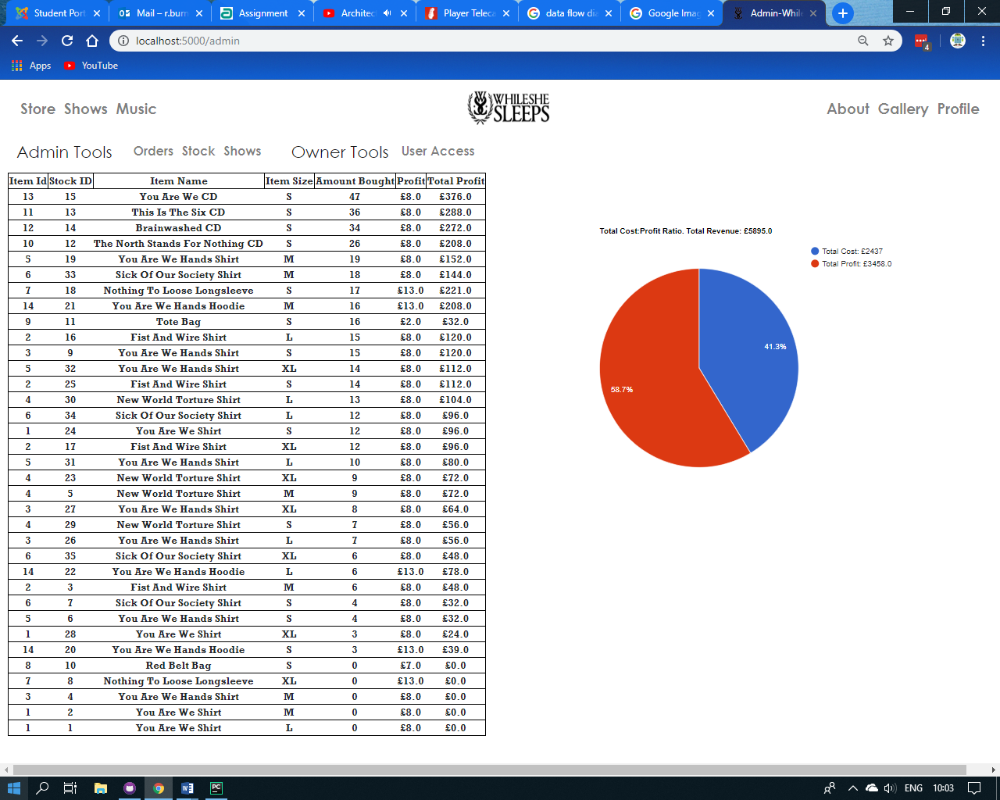 Student Port
Mail – r.burn
Assignment
Architec
Player Teleca
data flow dia
Google Imag
Admin-While
localhost:5000/admin
4
Apps YouTube
Store Shows Music
WHILE SHE
SLEEPS
About Gallery Profile
Admin Tools Orders Stock Shows Owner Tools User Access
Item Id Stock ID Item Name Item Size Amount Bought Profit Total Profit
13 15 You Are We CD S 47 £8.0 £376.0
11 13 This Is The Six CD S 36 £8.0 £288.0
12 14 Brainwashed CD S 34 £8.0 £272.0
10 12 The North Stands For Nothing CD S 26 £8.0 £208.0
5 19 You Are We Hands Shirt M 19 £8.0 £152.0
6 33 Sick Of Our Society Shirt M 18 £8.0 £144.0
7 18 Nothing To Loose Longsleeve S 17 £13.0 £221.0
14 21 You Are We Hands Hoodie M 16 £13.0 £208.0
9 11 Tote Bag S 16 £2.0 £32.0
2 16 Fist And Wire Shirt L 15 £8.0 £120.0
3 9 You Are We Hands Shirt S 15 £8.0 £120.0
5 32 You Are We Hands Shirt XL 14 £8.0 £112.0
2 25 Fist And Wire Shirt S 14 £8.0 £112.0
4 30 New World Torture Shirt L 13 £8.0 £104.0
6 34 Sick Of Our Society Shirt L 12 £8.0 £96.0
1 24 You Are We Shirt S 12 £8.0 £96.0
2 17 Fist And Wire Shirt XL 12 £8.0 £96.0
5 31 You Are We Hands Shirt L 10 £8.0 £80.0
4 23 New World Torture Shirt XL 9 £8.0 £72.0
4 5 New World Torture Shirt M 9 £8.0 £72.0
3 27 You Are We Hands Shirt XL 8 £8.0 £64.0
4 29 New World Torture Shirt S 7 £8.0 £56.0
3 26 You Are We Hands Shirt L 7 £8.0 £56.0
6 35 Sick Of Our Society Shirt XL 6 £8.0 £48.0
14 22 You Are We Hands Hoodie L 6 £13.0 £78.0
2 3 Fist And Wire Shirt M 6 £8.0 £48.0
6 7 Sick Of Our Society Shirt S 4 £8.0 £32.0
5 6 You Are We Hands Shirt S 4 £8.0 £32.0
1 28 You Are We Shirt XL 3 £8.0 £24.0
14 20 You Are We Hands Hoodie S 3 £13.0 £39.0
8 10 Red Belt Bag S 0 £7.0 £0.0
7 8 Nothing To Loose Longsleeve XL 0 £13.0 £0.0
3 4 You Are We Hands Shirt M 0 £8.0 £0.0
1 2 You Are We Shirt M 0 £8.0 £0.0
1 1 You Are We Shirt L 0 £8.0 £0.0
Total Cost:Profit Ratio. Total Revenue: £5895.0
Total Cost: £2437
Total Profit: £3458.0
41.3%
58.7%
ENG 10:03